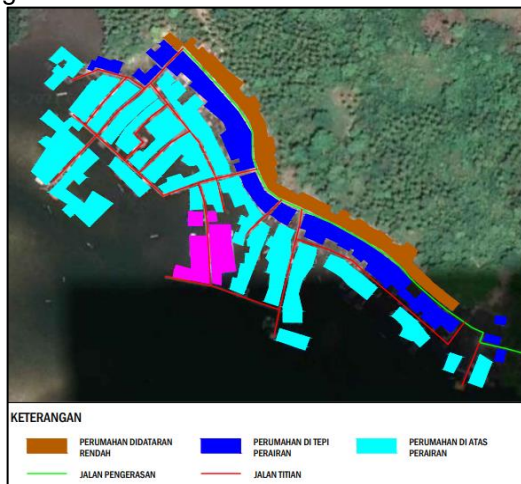 KETERANGAN
PERUMAHAN DIDATARAN
RENDAH
PERUMAHAN DI TEPI
PERAIRAN
PERUMAHAN DI ATAS
PERAIRAN
JALAN PENGERASAN
JALAN TITIAN